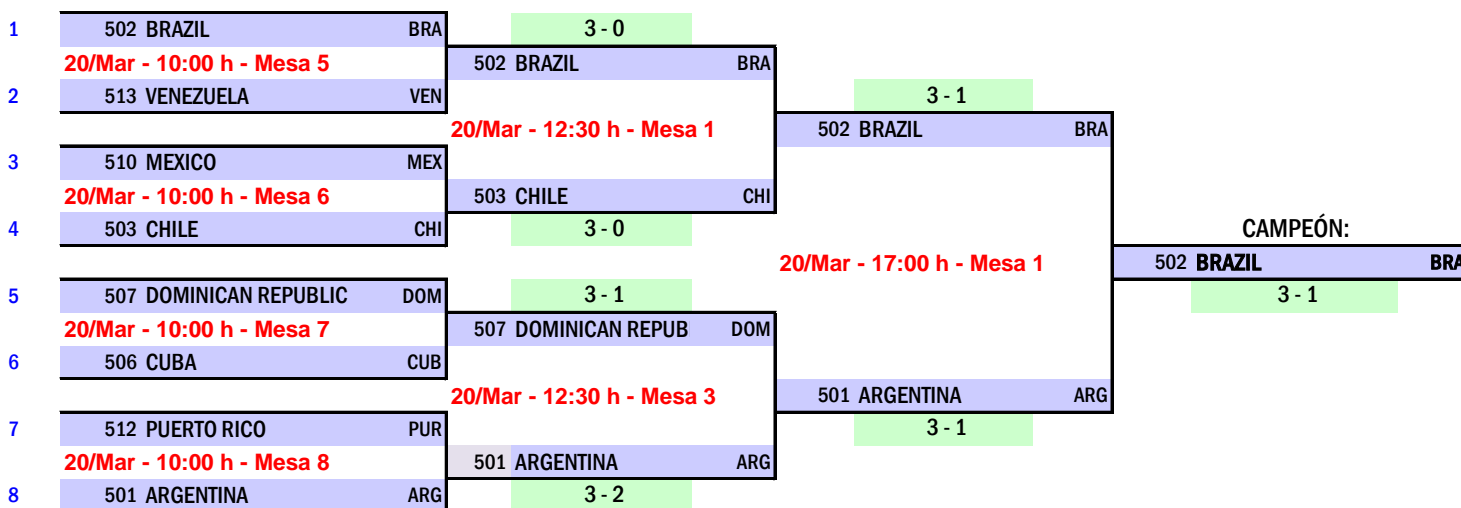 1 502 BRAZIL BRA 3 - 0
20/Mar - 10:00 h - Mesa 5 502 BRAZIL BRA
2 513 VENEZUELA VEN 3 - 1
20/Mar - 12:30 h - Mesa 1 502 BRAZIL BRA
3 510 MEXICO MEX
20/Mar - 10:00 h - Mesa 6 503 CHILE CHI
4 503 CHILE CHI 3 - 0 CAMPEÓN:
20/Mar - 17:00 h - Mesa 1 502 BRAZIL BRA
5 507 DOMINICAN REPUBLIC DOM 3 - 1 3 - 1
20/Mar - 10:00 h - Mesa 7 507 DOMINICAN REPUB DOM
6 506 CUBA CUB
20/Mar - 12:30 h - Mesa 3 501 ARGENTINA ARG
7 512 PUERTO RICO PUR 3 - 1
20/Mar - 10:00 h - Mesa 8 501 ARGENTINA ARG
8 501 ARGENTINA ARG 3 - 2